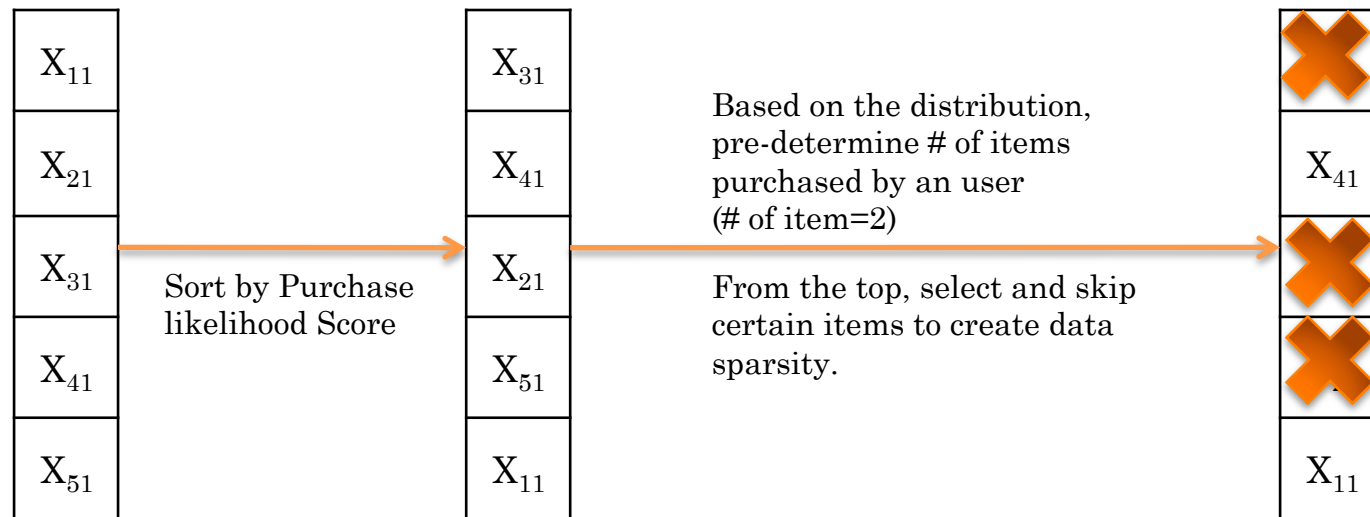 X₁₁
X₂₁
X₃₁
X₄₁
X₅₁
Sort by Purchase
likelihood Score
X₃₁
X₄₁
X₂₁
X₅₁
X₁₁
Based on the distribution,
pre-determine # of items
purchased by an user
(# of item=2)
From the top, select and skip
certain items to create data
sparsity.
X₄₁
X₁₁